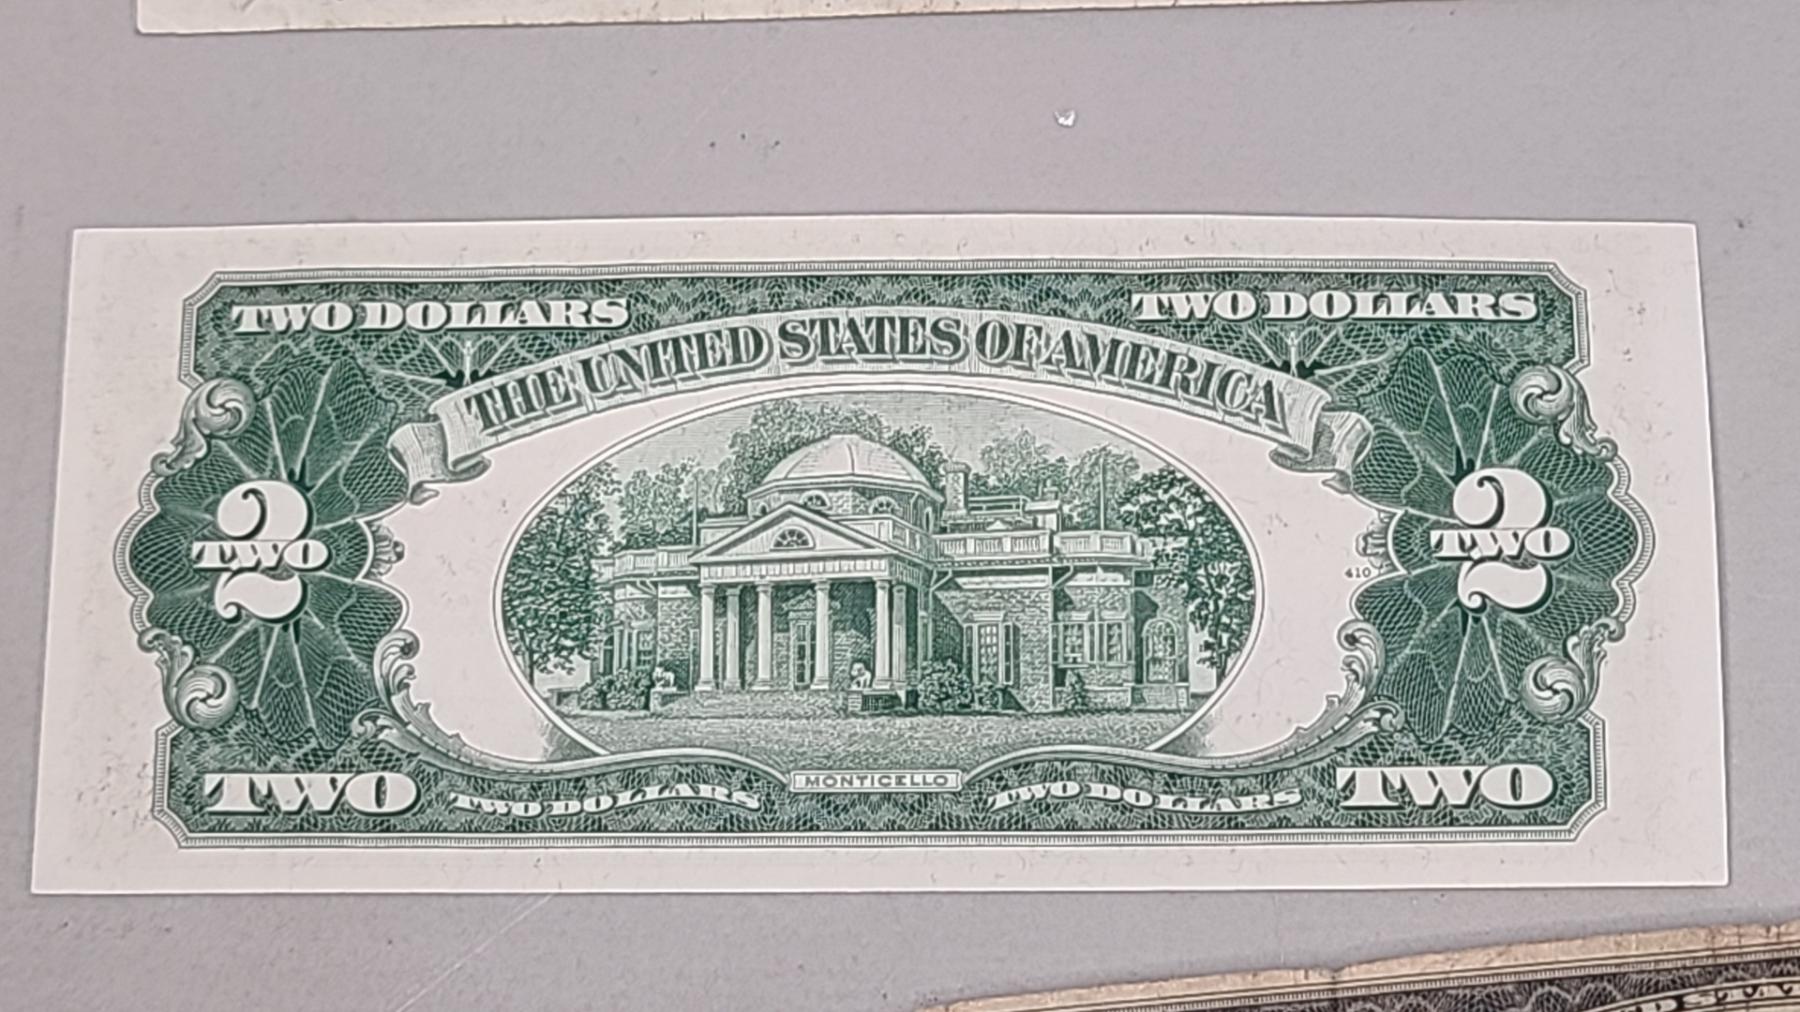 TWO DOLLARS TWO DOLLARS
THE UNITED STATES OF AMERICA
2 2
TWO TWO
410
MONTICELLO
TWO TWO DOLLARS TWO DOLLARS TWO